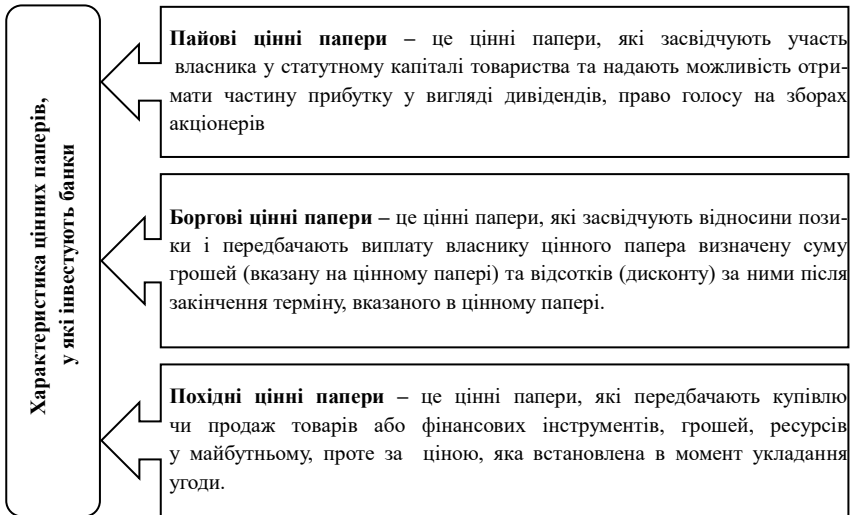 Характеристика цінних паперів,
у які інвестують банки
Пайові цінні папери – це цінні папери, які засвідчують участь
власника у статутному капіталі товариства та надають можливість отри-
мати частину прибутку у вигляді дивідендів, право голосу на зборах
акціонерів
Боргові цінні папери – це цінні папери, які засвідчують відносини пози-
ки і передбачають виплату власнику цінного папера визначену суму
грошей (вказану на цінному папері) та відсотків (дисконту) за ними після
закінчення терміну, вказаного в цінному папері.
Похідні цінні папери – це цінні папери, які передбачають купівлю
чи продаж товарів або фінансових інструментів, грошей, ресурсів
у майбутньому, проте за ціною, яка встановлена в момент укладання
угоди.